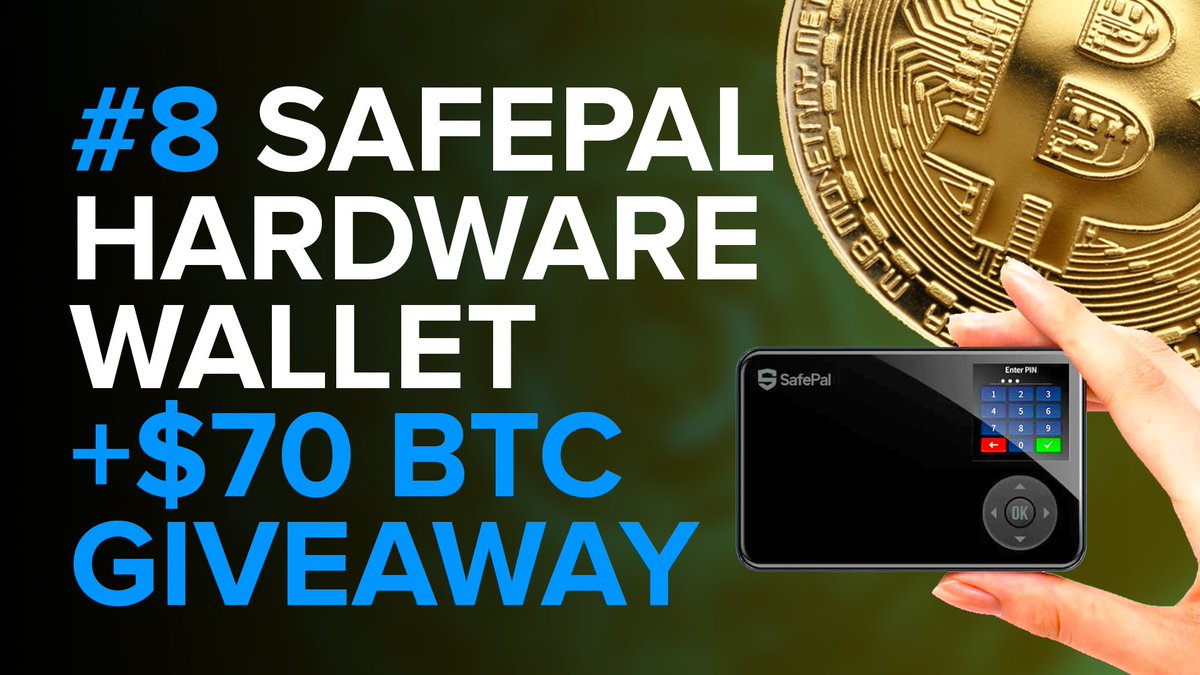 #8 SAFEPAL
HARDWARE
WALLET
+$70 BTC
GIVEAWAY
SafePal
Enter PIN
1 2 3
4 5 6
7 8 9
0
OK